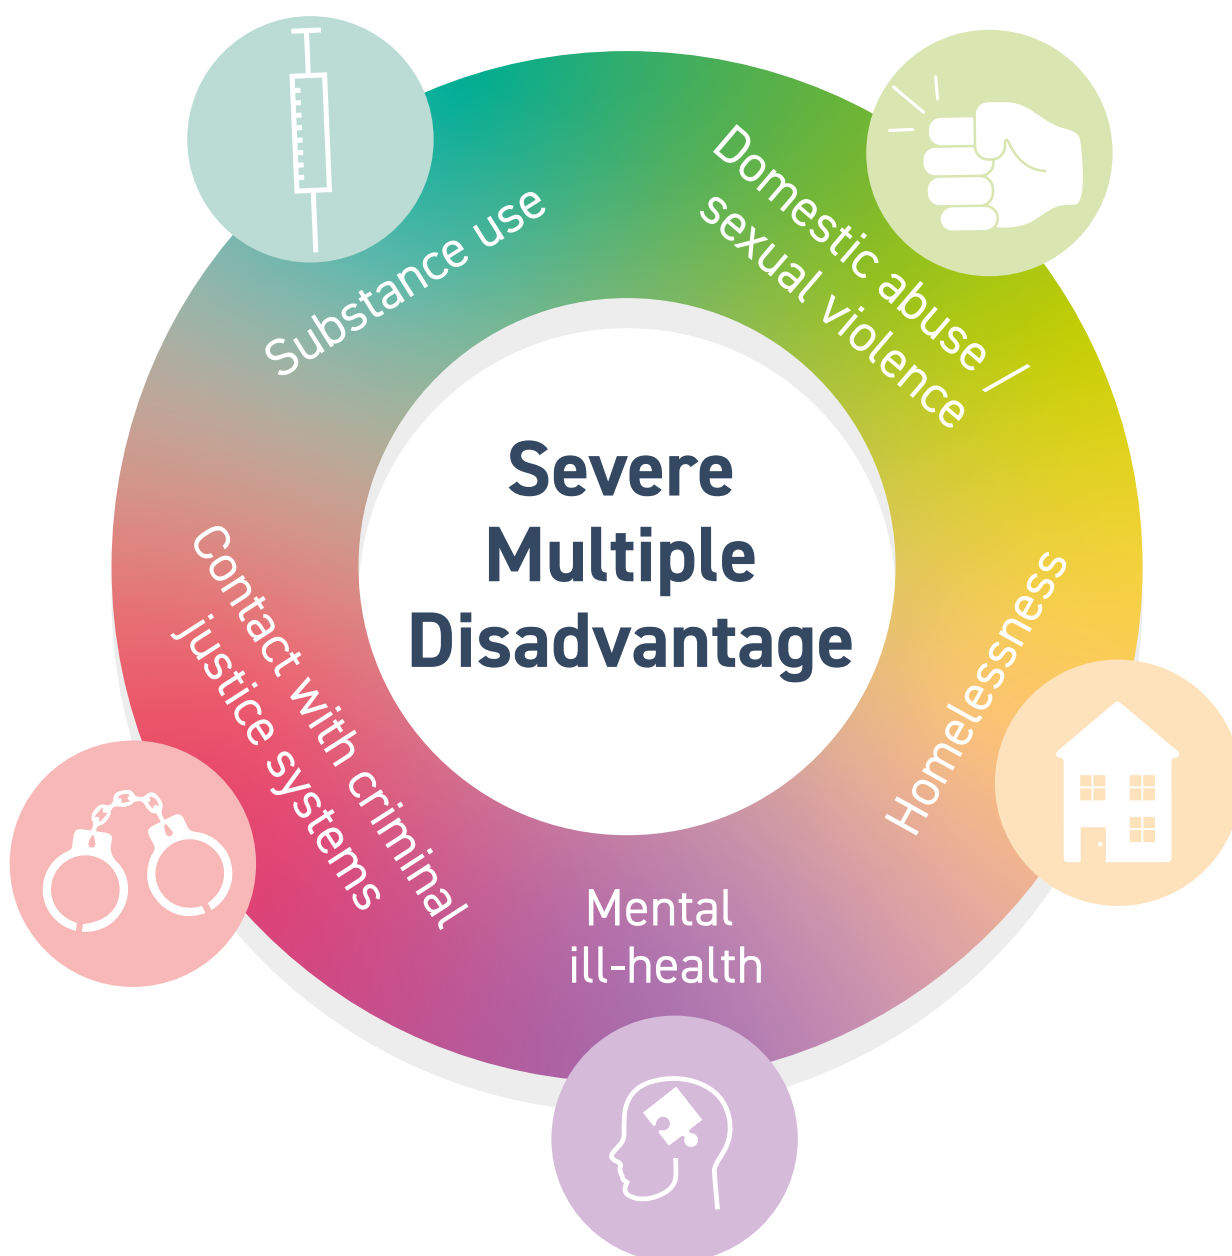 Severe
Multiple
Disadvantage
Substance use
Domestic abuse /
sexual violence
Homelessness
Mental
ill-health
Contact with criminal
justice systems